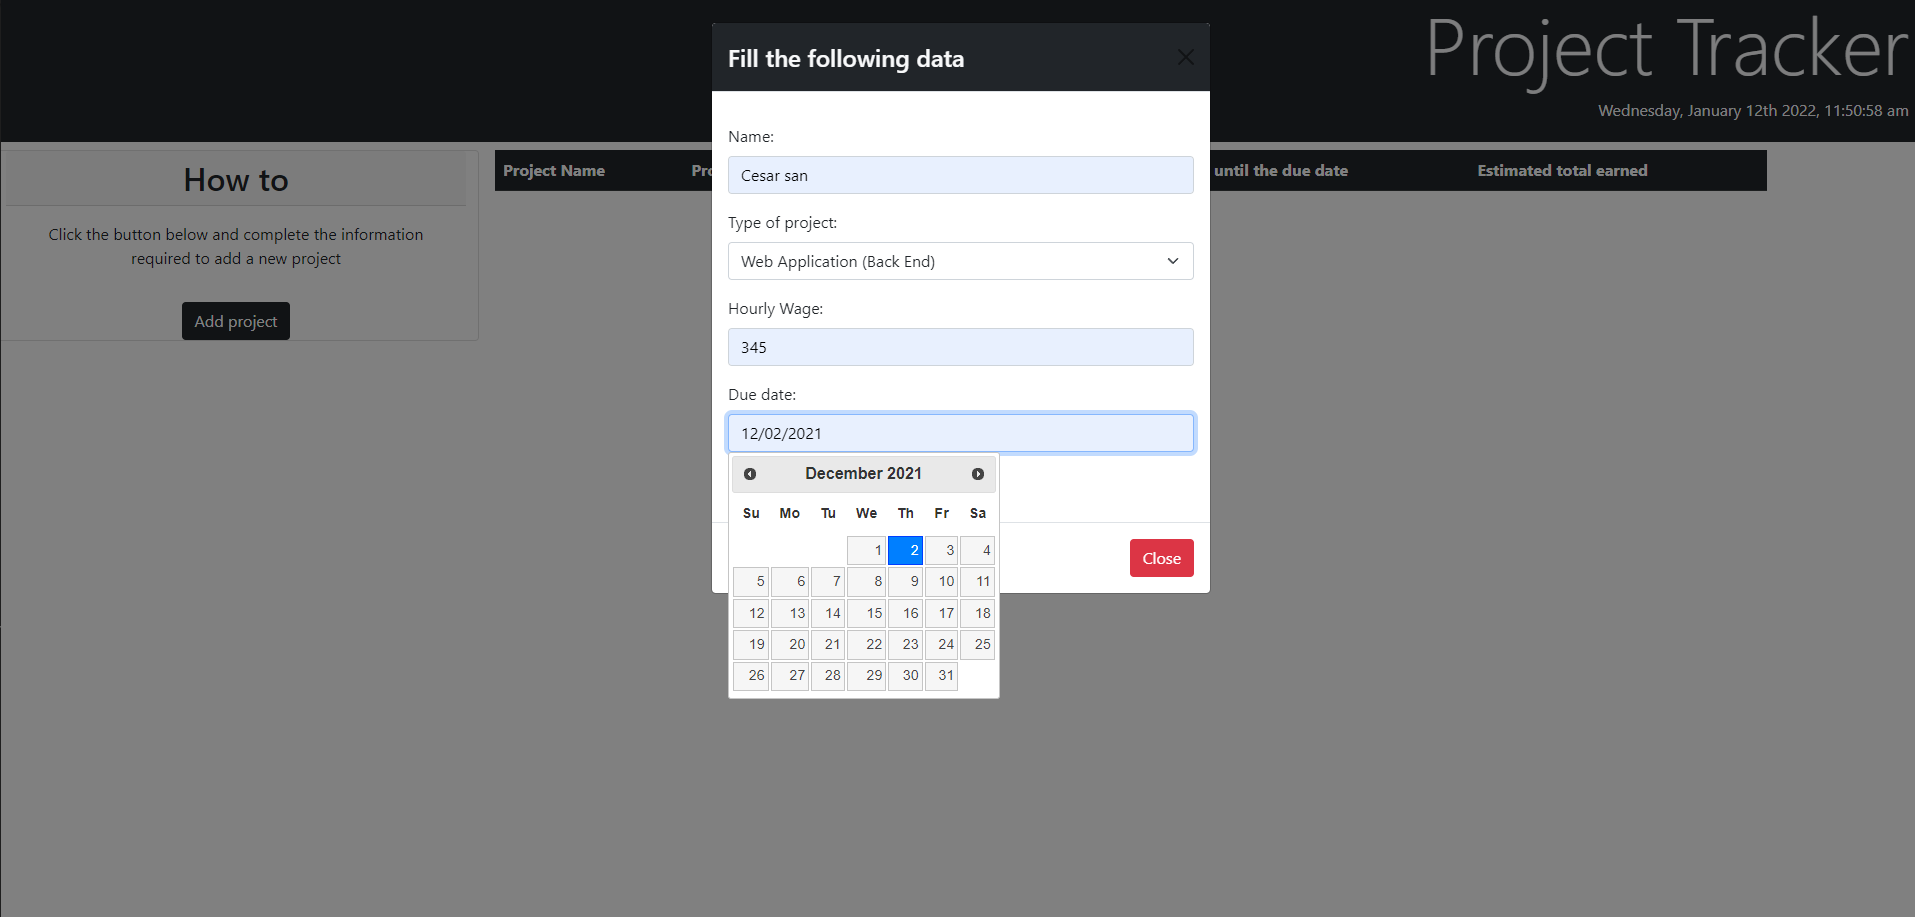 Project Tracker
Wednesday, January 12th 2022, 11:50:58 am
How to
Click the button below and complete the information
required to add a new project
Add project
Project Name
until the due date
Estimated total earned
Fill the following data
Name:
Cesar san
Type of project:
Web Application (Back End)
Hourly Wage:
345
Due date:
12/02/2021
December 2021
Su Mo Tu We Th Fr Sa
1 2 3 4
5 6 7 8 9 10 11
12 13 14 15 16 17 18
19 20 21 22 23 24 25
26 27 28 29 30 31
Close